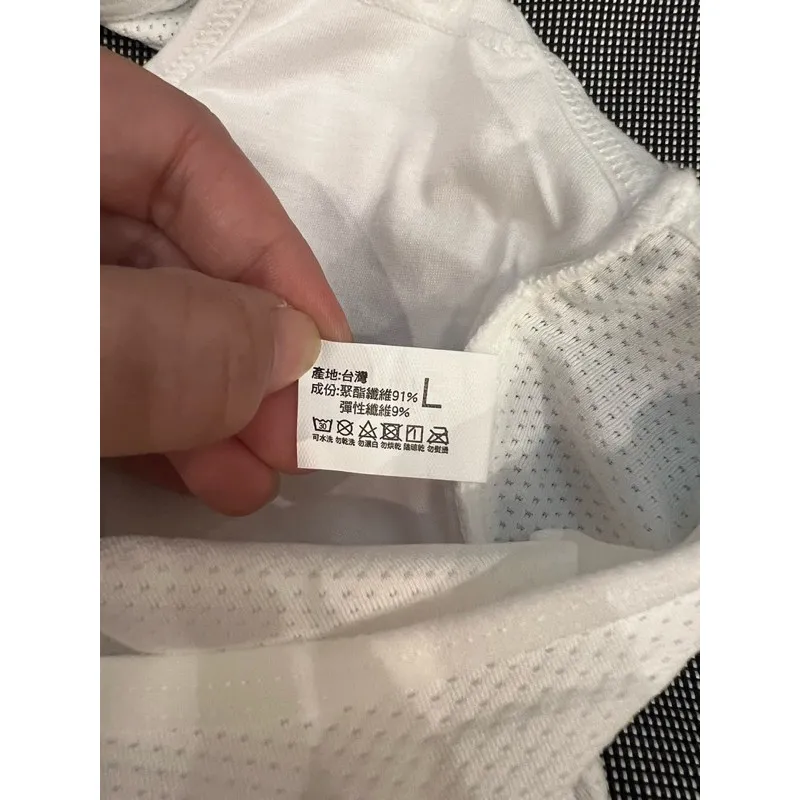 產地:台灣
成份:聚酯纖維91% L
彈性纖維9%
30
可水洗 勿乾洗 勿漂白 勿烘乾 陰晾乾 勿熨燙